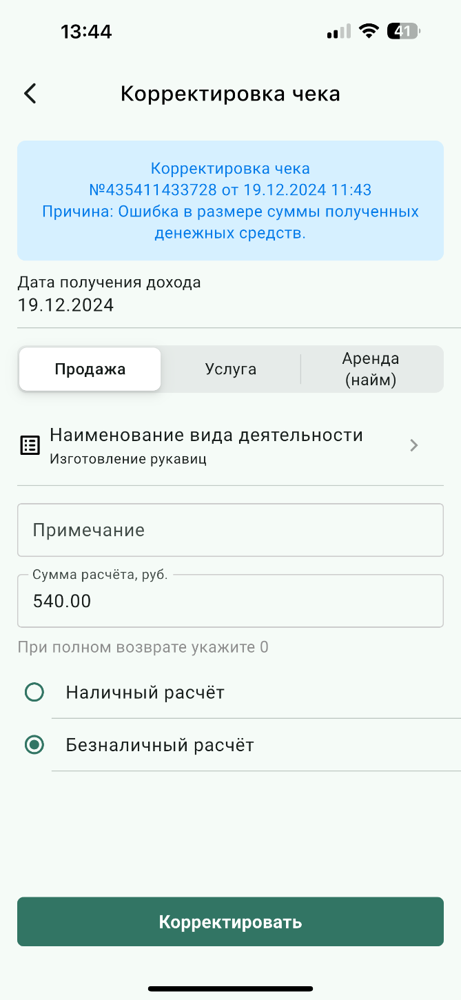 13:44
41
Корректировка чека
Корректировка чека
№435411433728 от 19.12.2024 11:43
Причина: Ошибка в размере суммы полученных
денежных средств.
Дата получения дохода
19.12.2024
Продажа
Услуга
Аренда
(найм)
Наименование вида деятельности
Изготовление рукавиц
Примечание
Сумма расчёта, руб.
540.00
При полном возврате укажите 0
Наличный расчёт
Безналичный расчёт
Корректировать